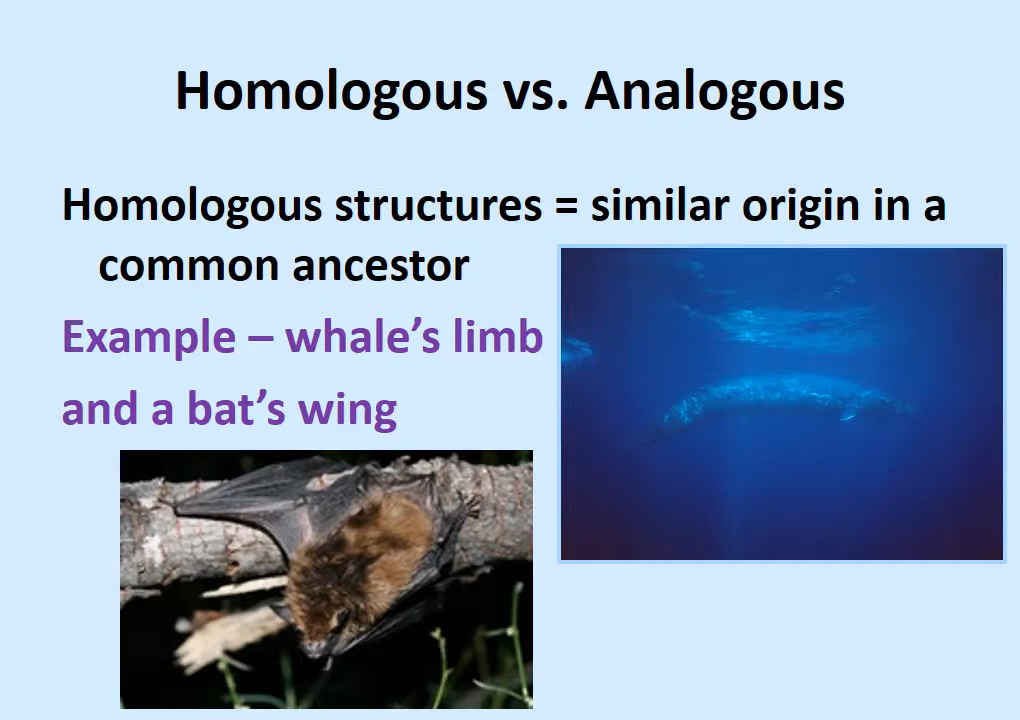 Homologous vs. Analogous
Homologous structures = similar origin in a
common ancestor
Example – whale’s limb
and a bat’s wing